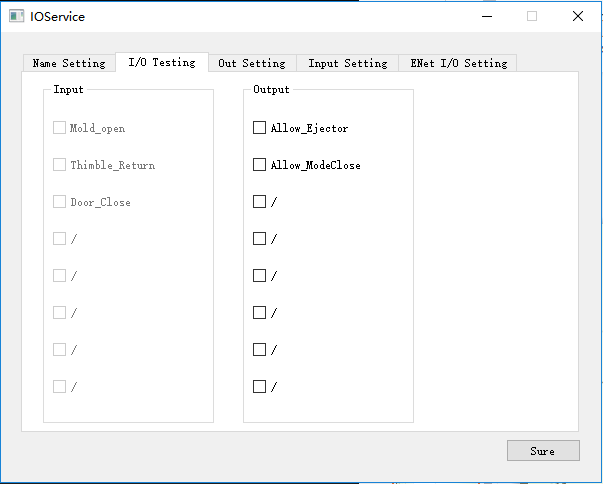 IOService
Name Setting
I/O Testing
Out Setting
Input Setting
ENet I/O Setting
Input
Mold_open
Thimble_Return
Door_Close
/
/
/
/
/
Output
Allow_Ejector
Allow_ModeClose
/
/
/
/
/
/
Sure